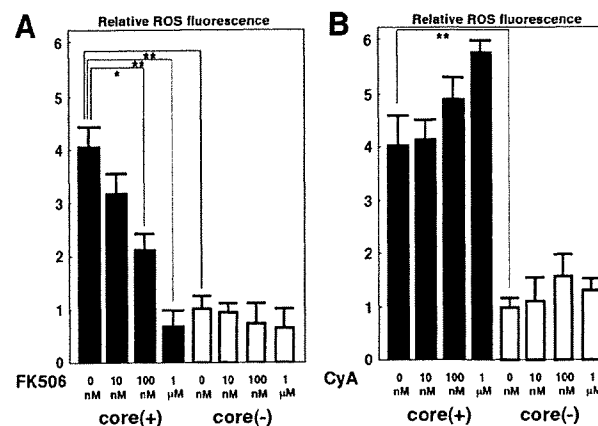 A
Relative ROS fluorescence
6
5
4
3
2
1
0
**
**
*
FK506
0 nM
10 nM
100 nM
1 μM
0 nM
10 nM
100 nM
1 μM
core(+)
core(-)
B
Relative ROS fluorescence
6
5
4
3
2
1
0
**
CyA
0 nM
10 nM
100 nM
1 μM
0 nM
10 nM
100 nM
1 μM
core(+)
core(-)